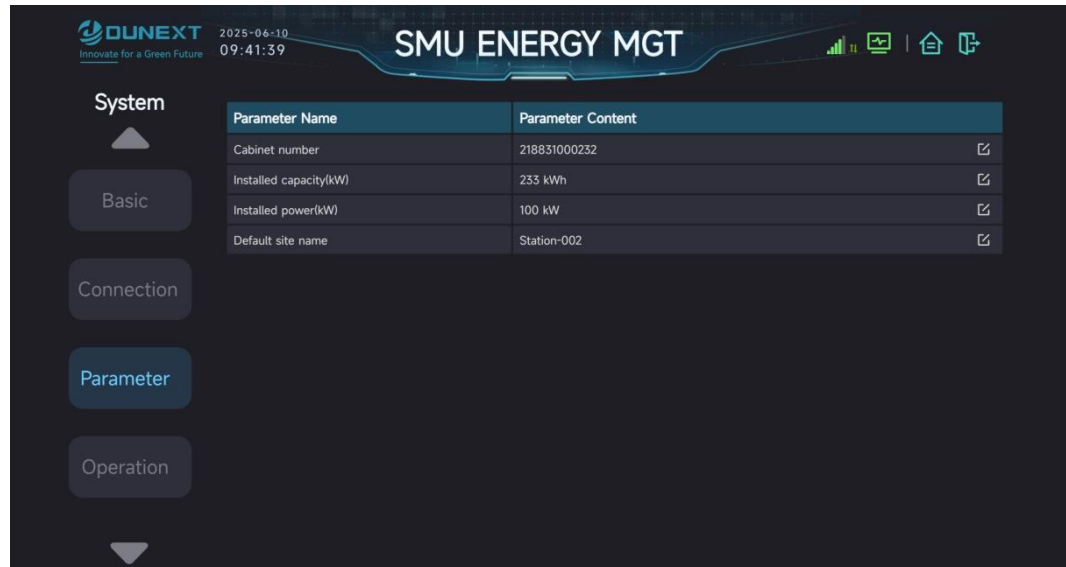 DUNEXT
Innovate for a Green Future
2025-06-10
09:41:39
SMU ENERGY MGT
System
Basic
Connection
Parameter
Operation
Parameter Name Parameter Content
Cabinet number 218831000232
Installed capacity(kW) 233 kWh
Installed power(kW) 100 kW
Default site name Station-002